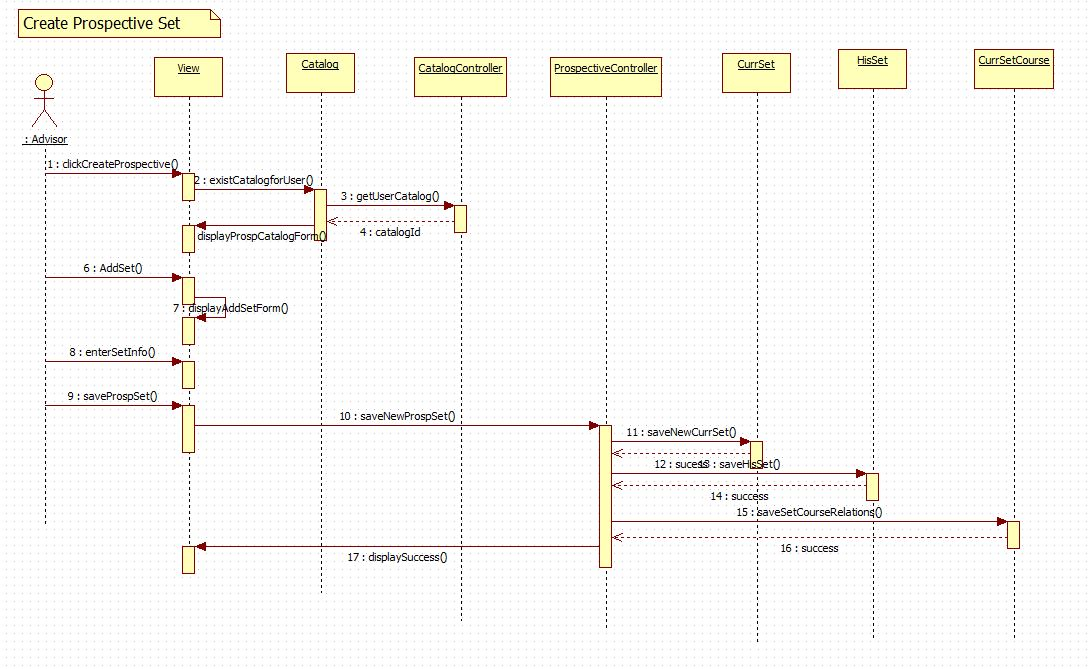 Create Prospective Set
View
Catalog
CatalogController
ProspectiveController
CurrSet
HisSet
CurrSetCourse
: Advisor
1 : clickCreateProspective()
2 : existCatalogforUser()
3 : getUserCatalog()
4 : catalogId
displayProspCatalogForm()
6 : AddSet()
7 : displayAddSetForm()
8 : enterSetInfo()
9 : saveProspSet()
10 : saveNewProspSet()
11 : saveNewCurrSet()
12 : sucess
13 : saveHisSet()
14 : success
15 : saveSetCourseRelations()
16 : success
17 : displaySuccess()